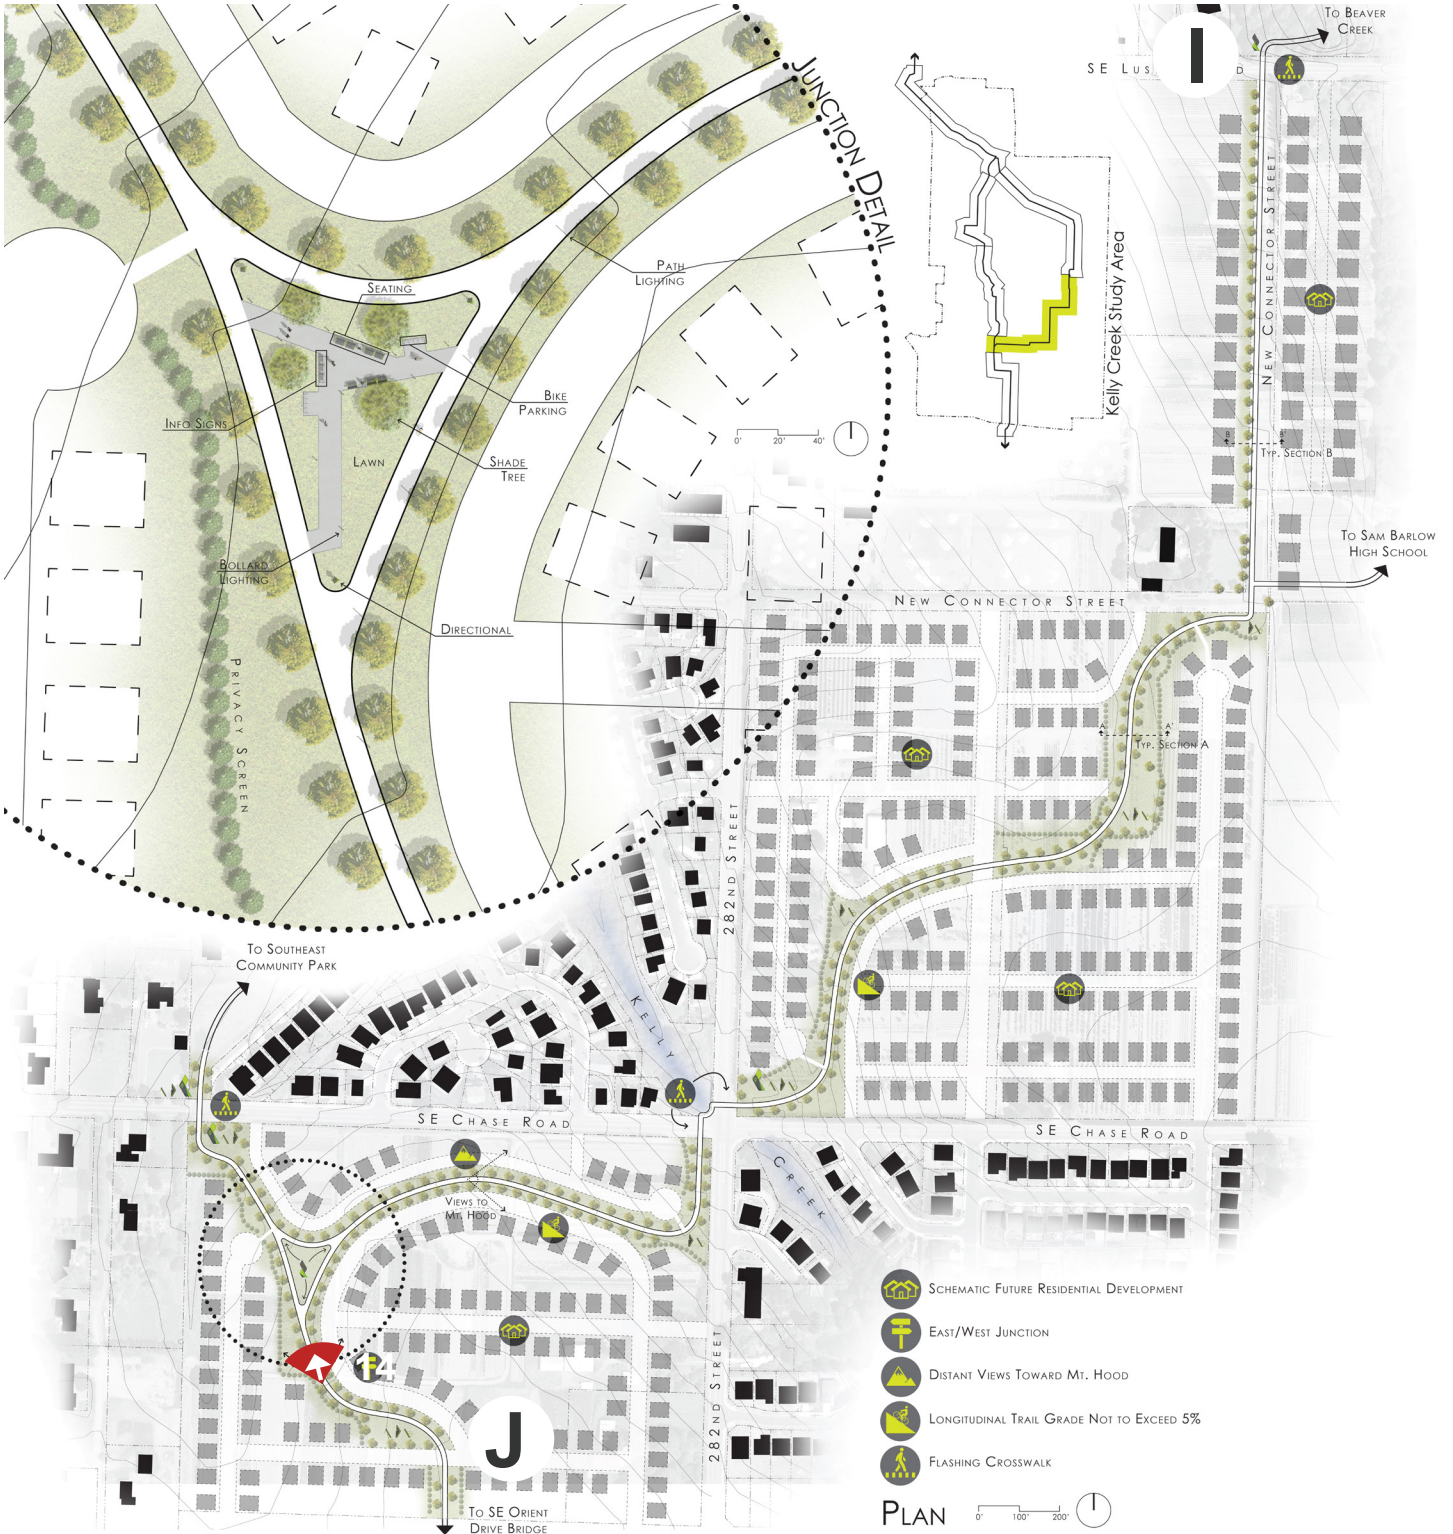 Junction Detail
Path
Lighting
Seating
Bike
Parking
Info Signs
Shade
Tree
Lawn
Bollard
Lighting
Directional
Privacy Screen
0' 20' 40'
Kelly Creek Study Area
To Beaver
Creek
SE Lus
D
I
New Connector Street
New Connector Street
B B'
Typ. Section B
To Sam Barlow
High School
New Connector Street
A A'
Typ. Section A
282nd Street
To Southeast
Community Park
Kelly
SE Chase Road
SE Chase Road
Creek
Views to
Mt. Hood
14
J
282nd Street
To SE Orient
Drive Bridge
Schematic Future Residential Development
East/West Junction
Distant Views Toward Mt. Hood
Longitudinal Trail Grade Not to Exceed 5%
Flashing Crosswalk
Plan
0' 100' 200'